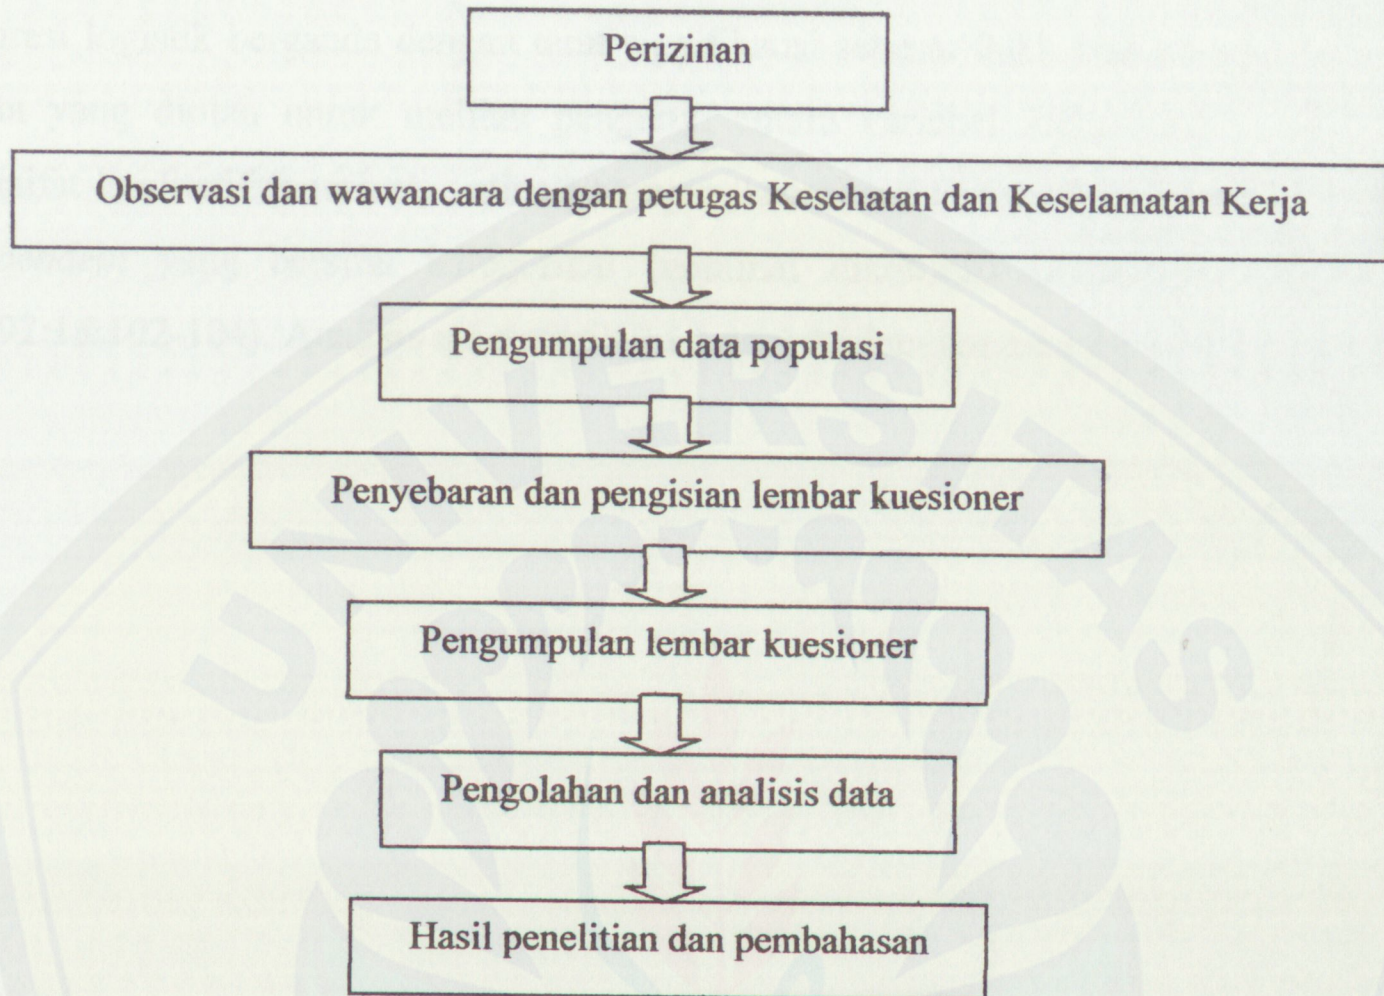 Perizinan
Observasi dan wawancara dengan petugas Kesehatan dan Keselamatan Kerja
Pengumpulan data populasi
Penyebaran dan pengisian lembar kuesioner
Pengumpulan lembar kuesioner
Pengolahan dan analisis data
Hasil penelitian dan pembahasan
UNIVERSITAS